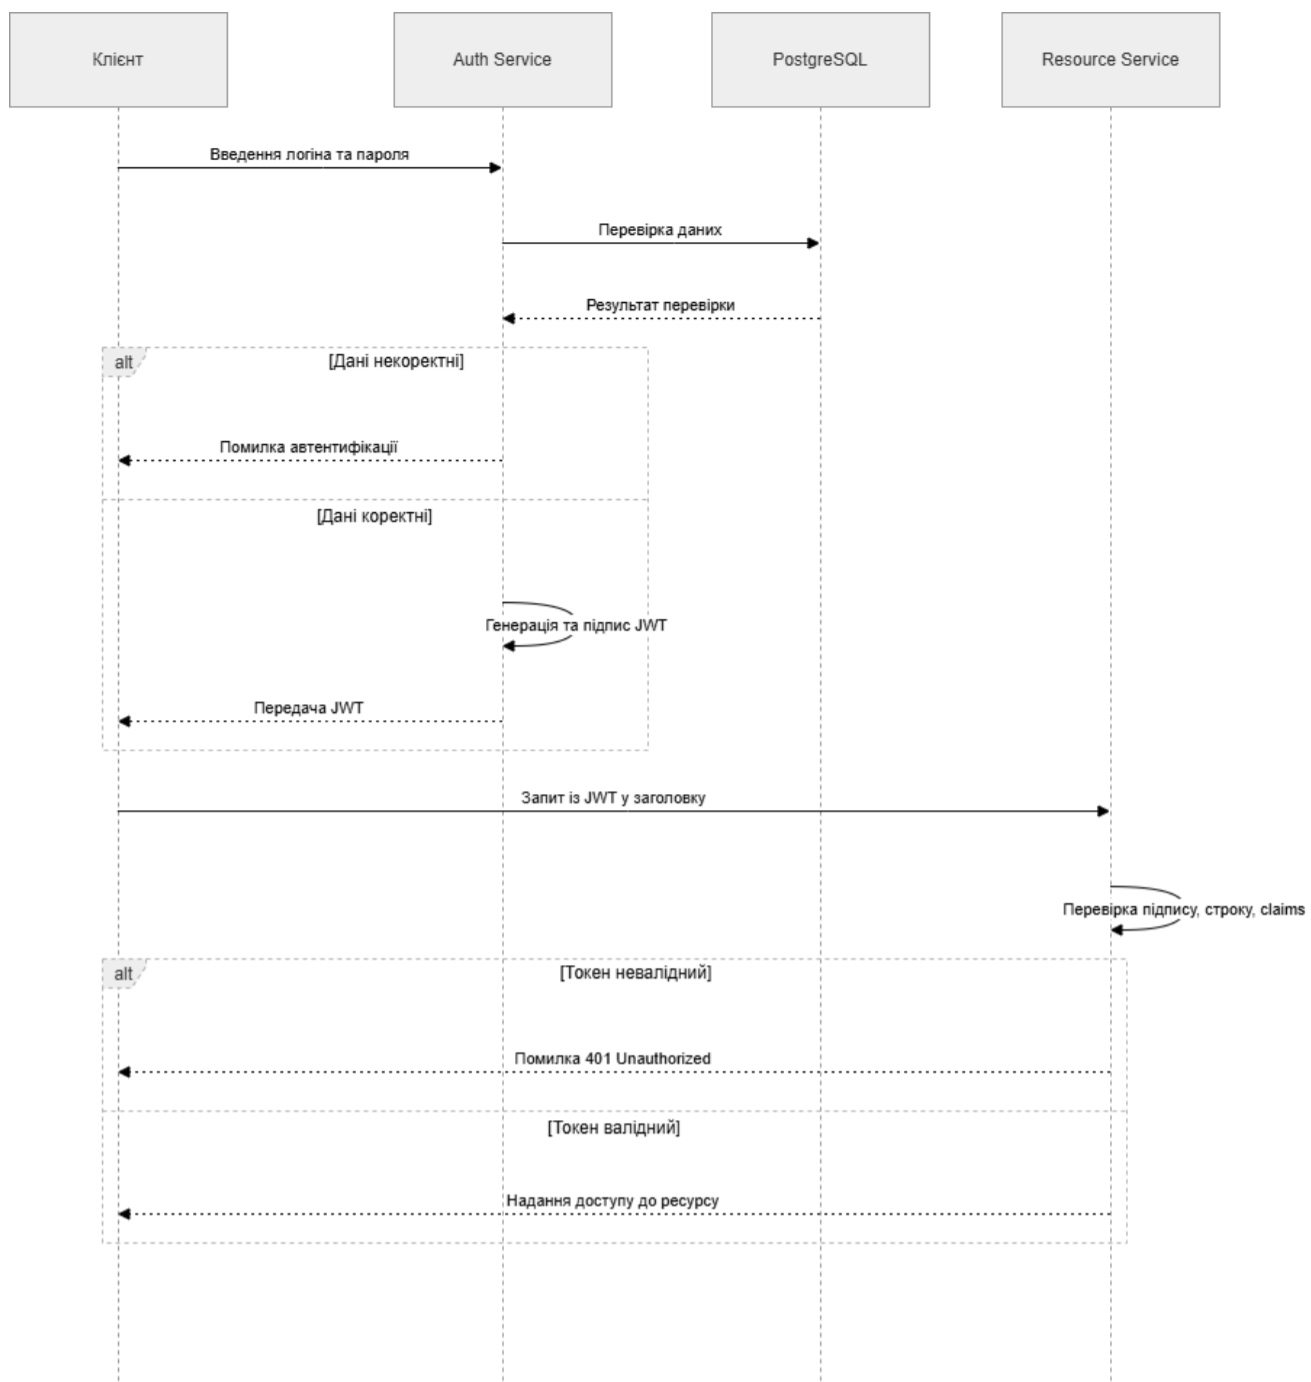 Клієнт
Auth Service
PostgreSQL
Resource Service
Введення логіна та пароля
Перевірка даних
Результат перевірки
alt
[Дані некоректні]
Помилка автентифікації
[Дані коректні]
Генерація та підпис JWT
Передача JWT
Запит із JWT у заголовку
Перевірка підпису, строку, claims
alt
[Токен невалідний]
Помилка 401 Unauthorized
[Токен валідний]
Надання доступу до ресурсу